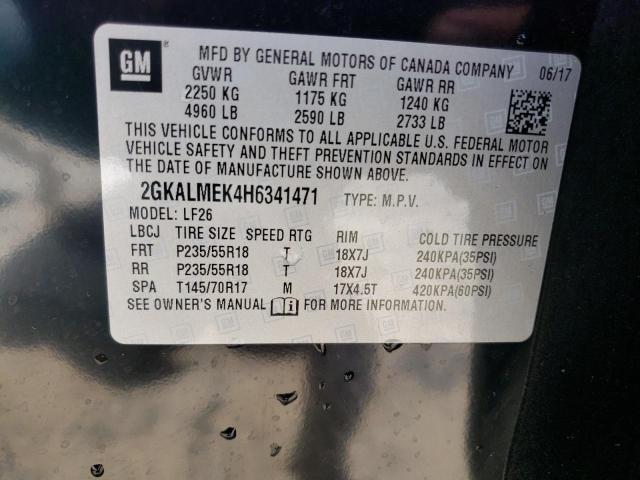 GM ®
MFD BY GENERAL MOTORS OF CANADA COMPANY 06/17
GVWR GAWR FRT GAWR RR
2250 KG 1175 KG 1240 KG
4960 LB 2590 LB 2733 LB
THIS VEHICLE CONFORMS TO ALL APPLICABLE U.S. FEDERAL MOTOR
VEHICLE SAFETY AND THEFT PREVENTION STANDARDS IN EFFECT ON
THE DATE OF MANUFACTURE SHOWN ABOVE.
2GKALMEK4H6341471 TYPE: M.P.V.
MODEL: LF26
LBCJ TIRE SIZE SPEED RTG RIM COLD TIRE PRESSURE
FRT P235/55R18 T 18X7J 240KPA(35PSI)
RR P235/55R18 T 18X7J 240KPA(35PSI)
SPA T145/70R17 M 17X4.5T 420KPA(60PSI)
SEE OWNER'S MANUAL FOR MORE INFORMATION.